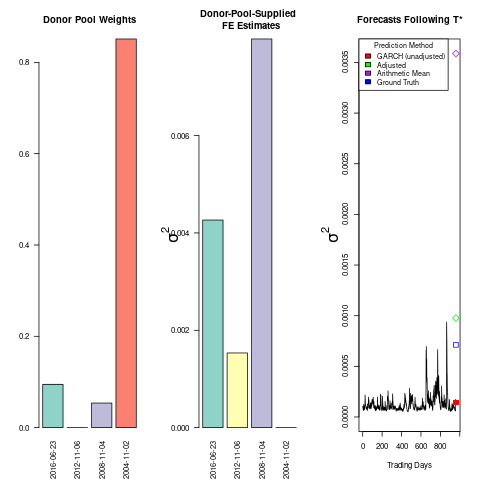 Donor Pool Weights
0.0
0.2
0.4
0.6
0.8
2016-06-23
2012-11-06
2008-11-04
2004-11-02
Donor-Pool-Supplied
FE Estimates
σ²
0.000
0.002
0.004
0.006
2016-06-23
2012-11-06
2008-11-04
2004-11-02
Forecasts Following T*
σ²
0.0000
0.0005
0.0010
0.0015
0.0020
0.0025
0.0030
0.0035
Prediction Method
GARCH (unadjusted)
Adjusted
Arithmetic Mean
Ground Truth
0 200 400 600 800
Trading Days